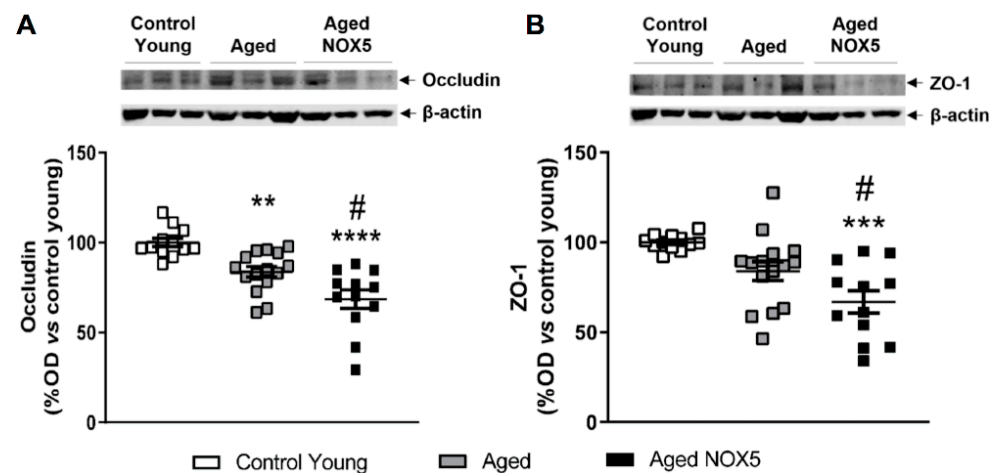 A
Control
Young
Aged
Aged
NOX5
Occludin
β-actin
150
100
50
0
Occludin
(%OD vs control young)
**
#
****
B
Control
Young
Aged
Aged
NOX5
ZO-1
β-actin
150
100
50
0
ZO-1
(%OD vs control young)
#
***
Control Young
Aged
Aged NOX5